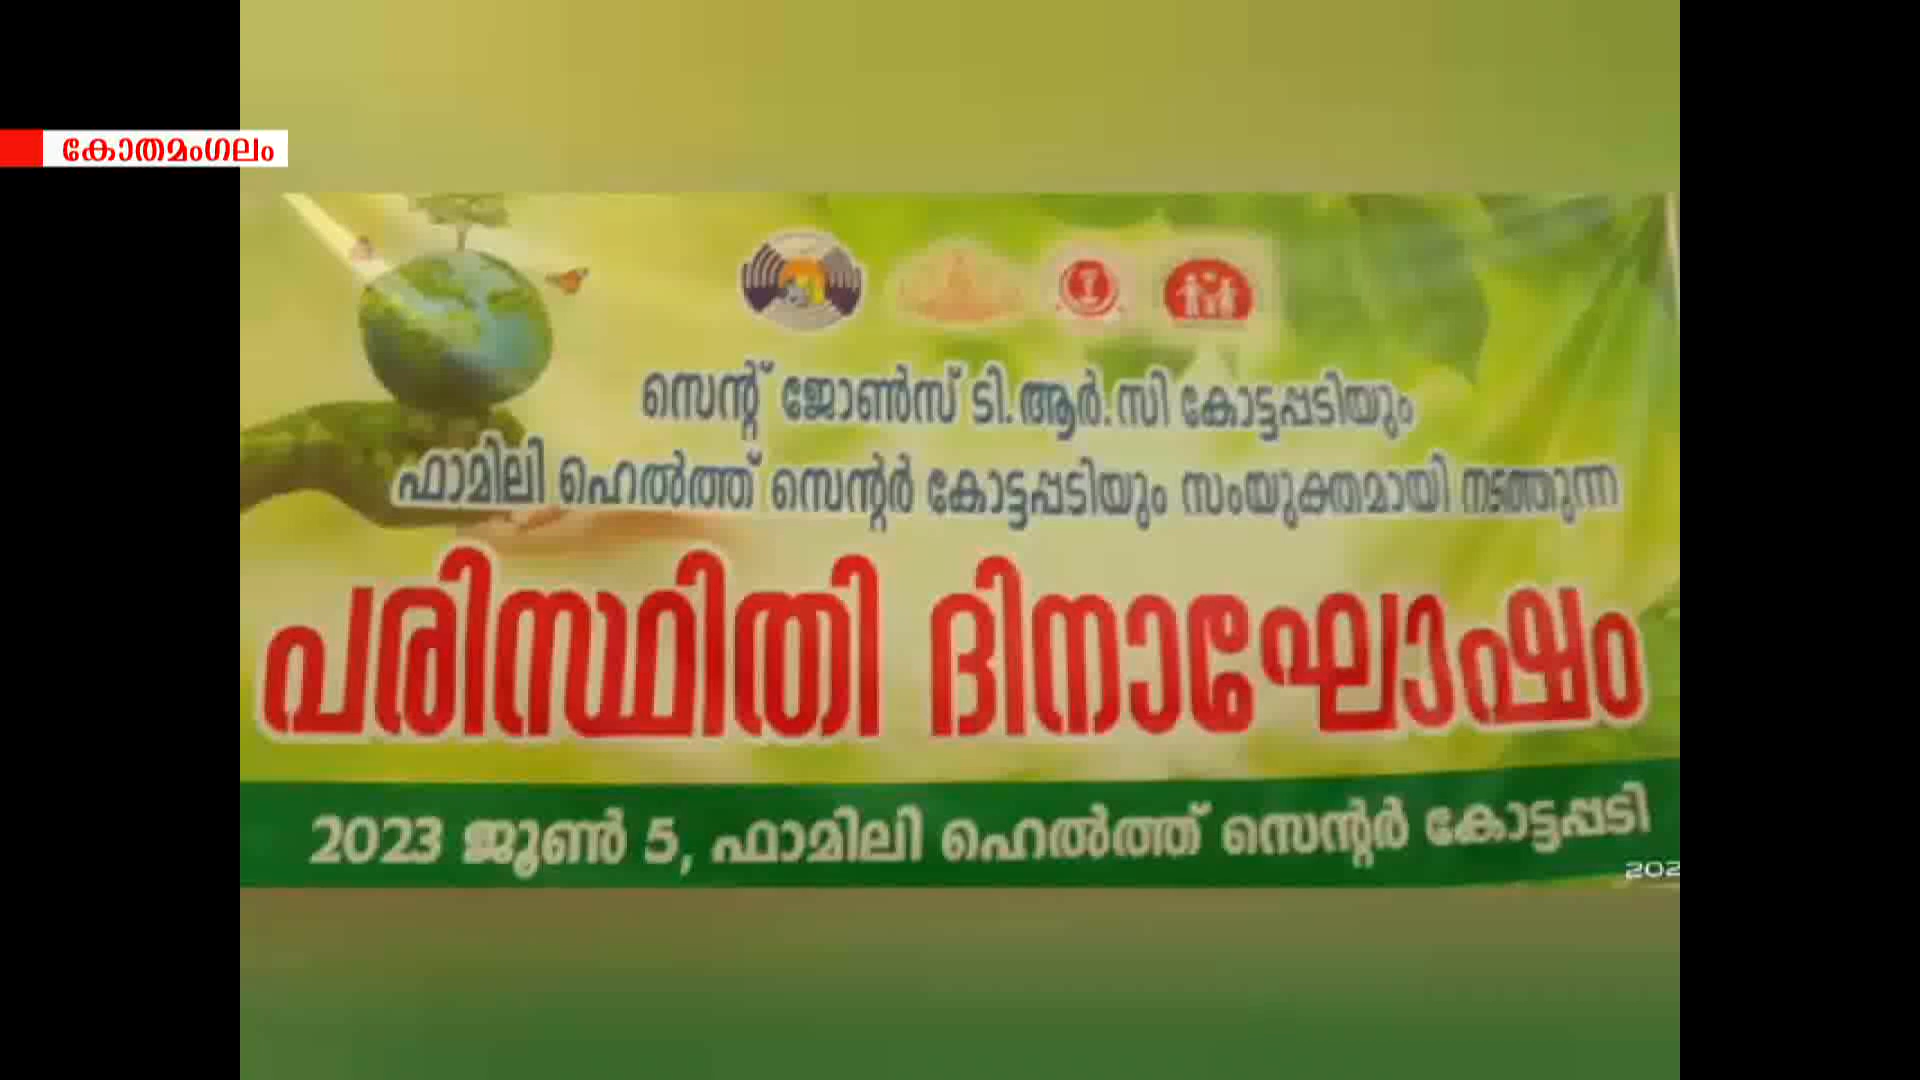 കോതമംഗലം
സെന്റ് ജോൺസ് ടി.ആർ.സി കോട്ടപ്പടിയും
ഫാമിലി ഹെൽത്ത് സെന്റർ കോട്ടപ്പടിയും സംയുക്തമായി നടത്തുന്ന
പരിസ്ഥിതി ദിനാഘോഷം
2023 ജൂൺ 5, ഫാമിലി ഹെൽത്ത് സെന്റർ കോട്ടപ്പടി
202